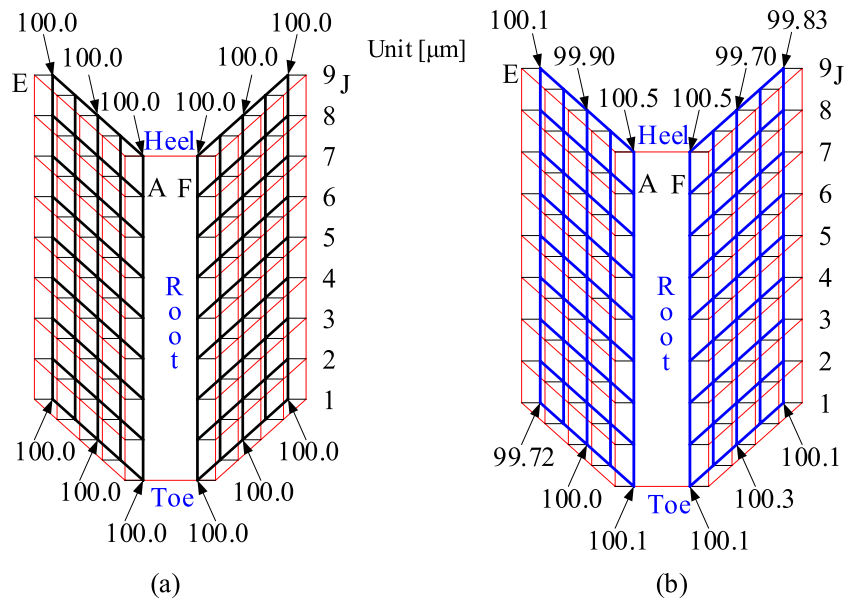 100.0 100.0 100.0 100.0
Unit [μm]
E 100.0 100.0 9 J
Heel
A F
8
7
6
5
4
3
2
1
Root
100.0 100.0
100.0 100.0
Toe
100.0 100.0
(a)
100.1 99.90 99.70 99.83
E 100.5 100.5 9 J
Heel
A F
8
7
6
5
4
3
2
1
Root
99.72 100.1
100.0 100.3
Toe
100.1 100.1
(b)